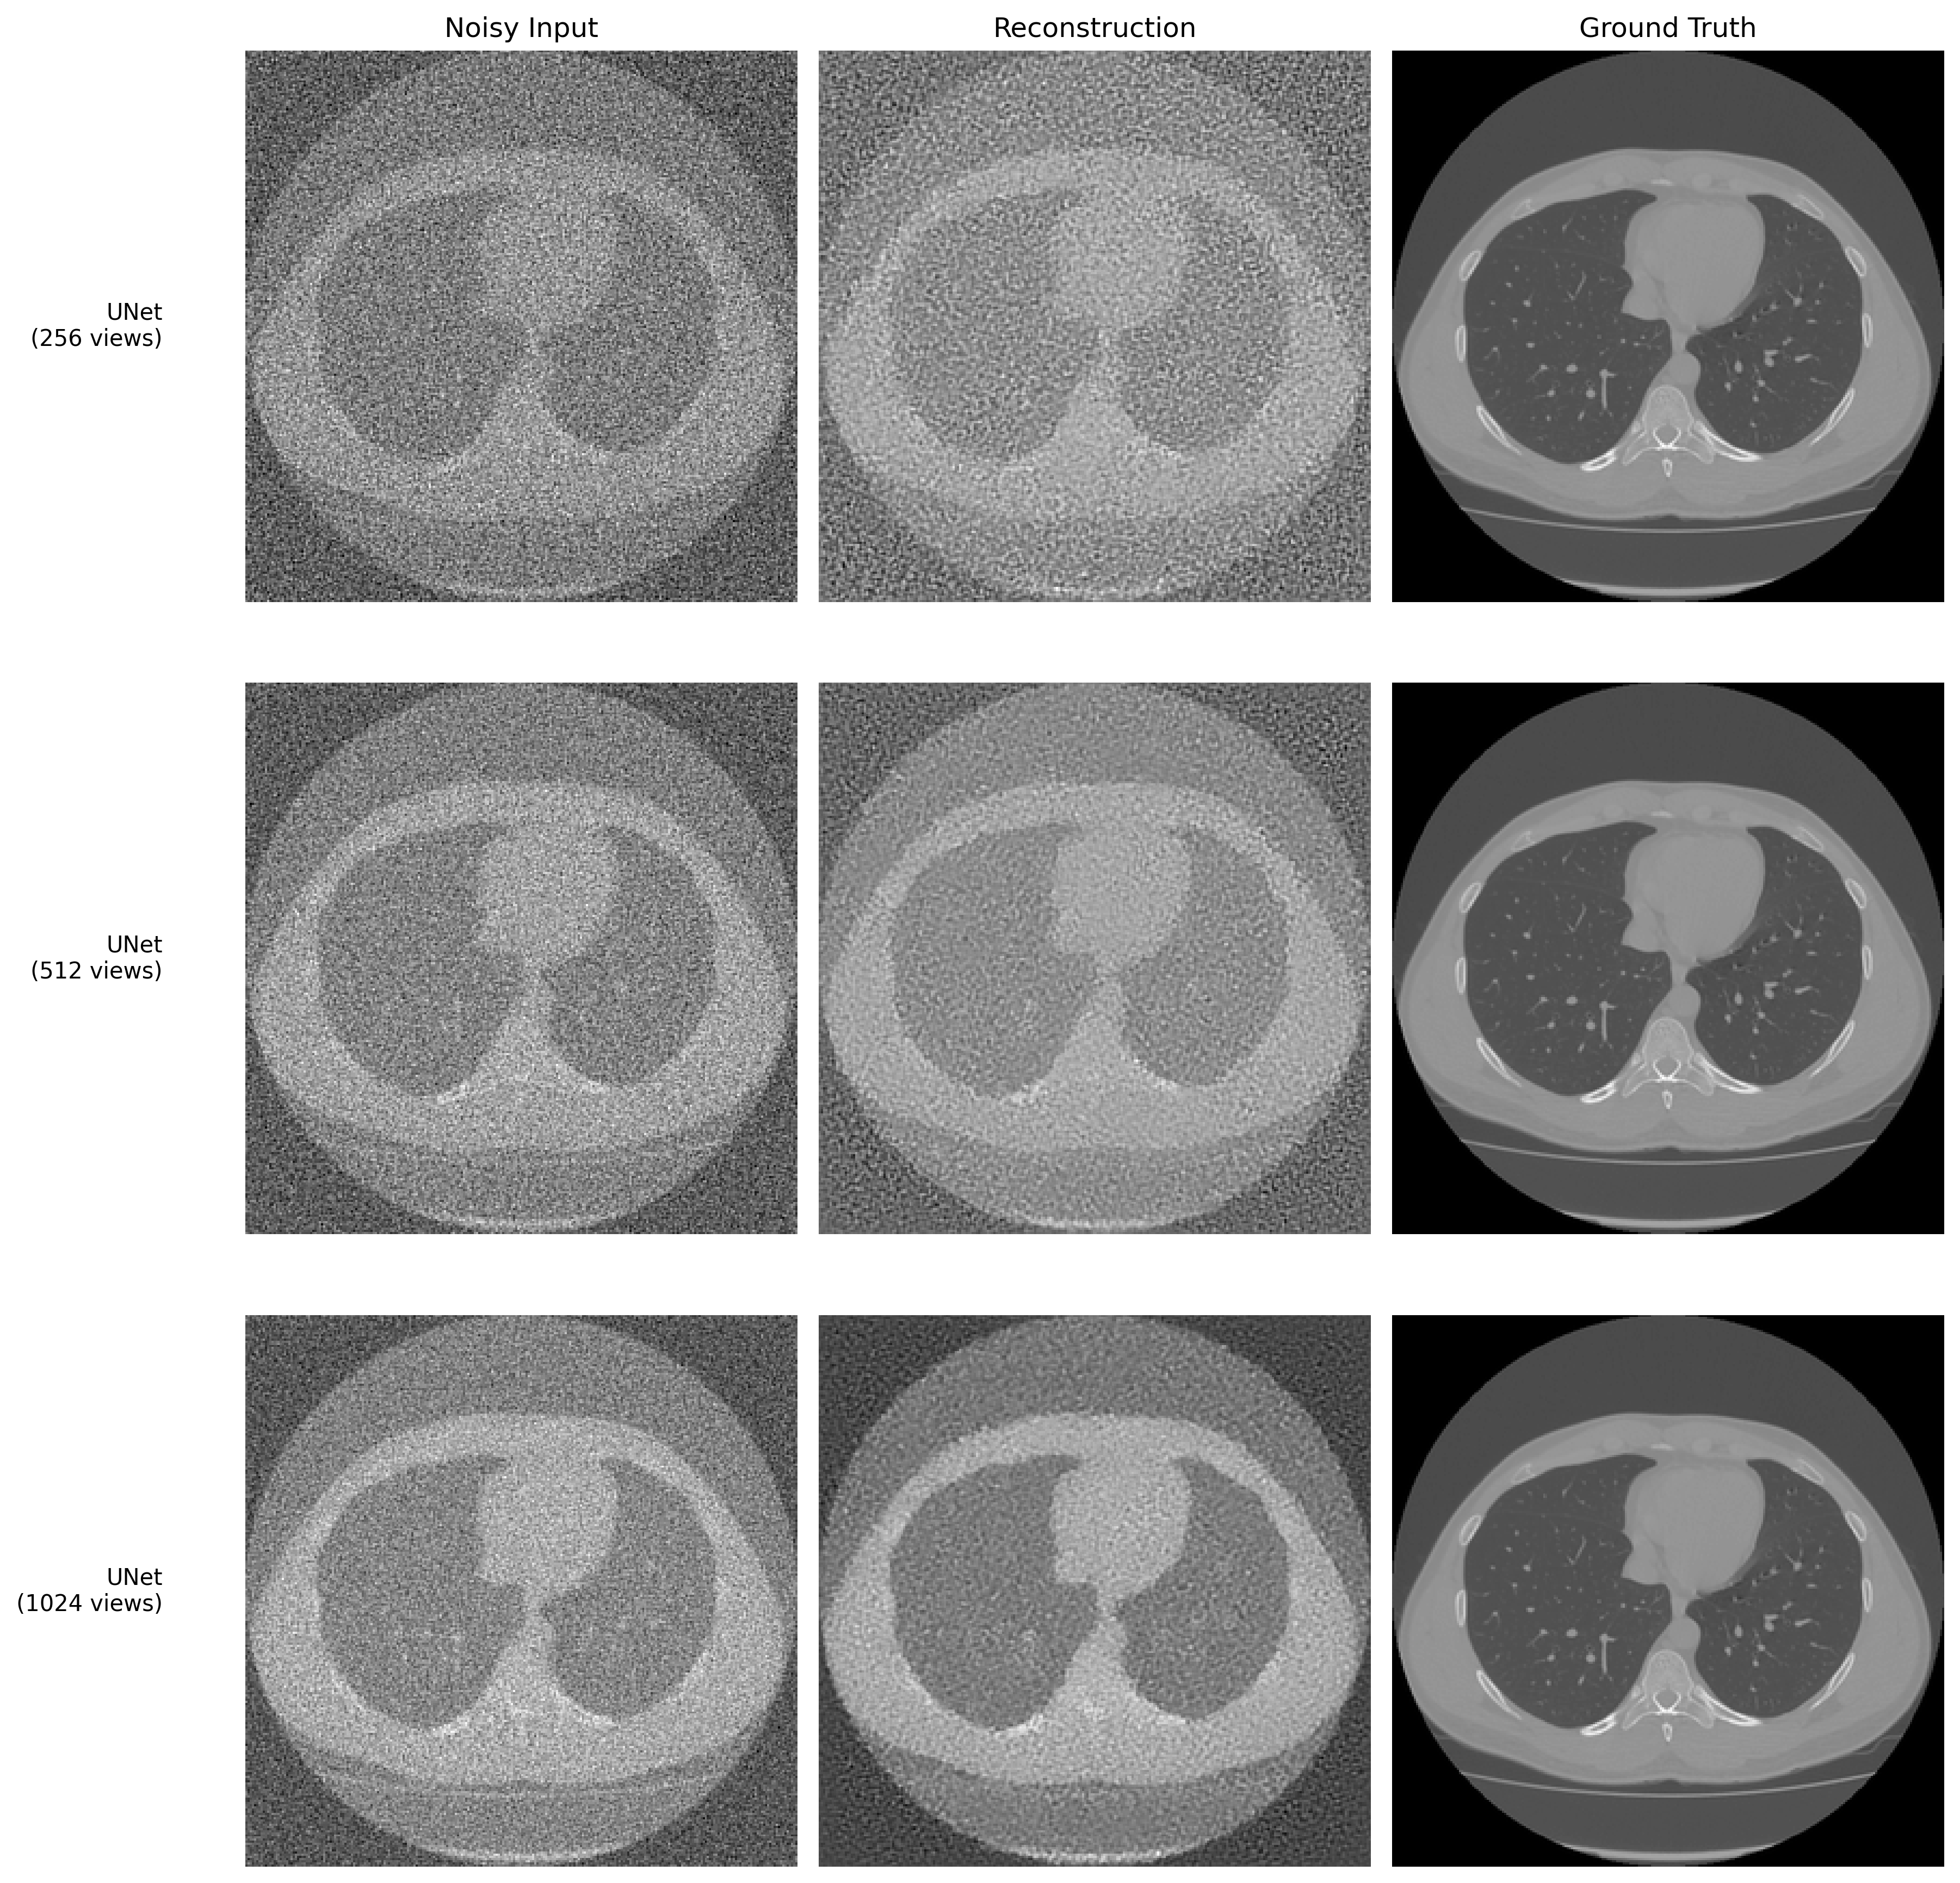 Noisy Input
Reconstruction
Ground Truth
UNet
(256 views)
UNet
(512 views)
UNet
(1024 views)